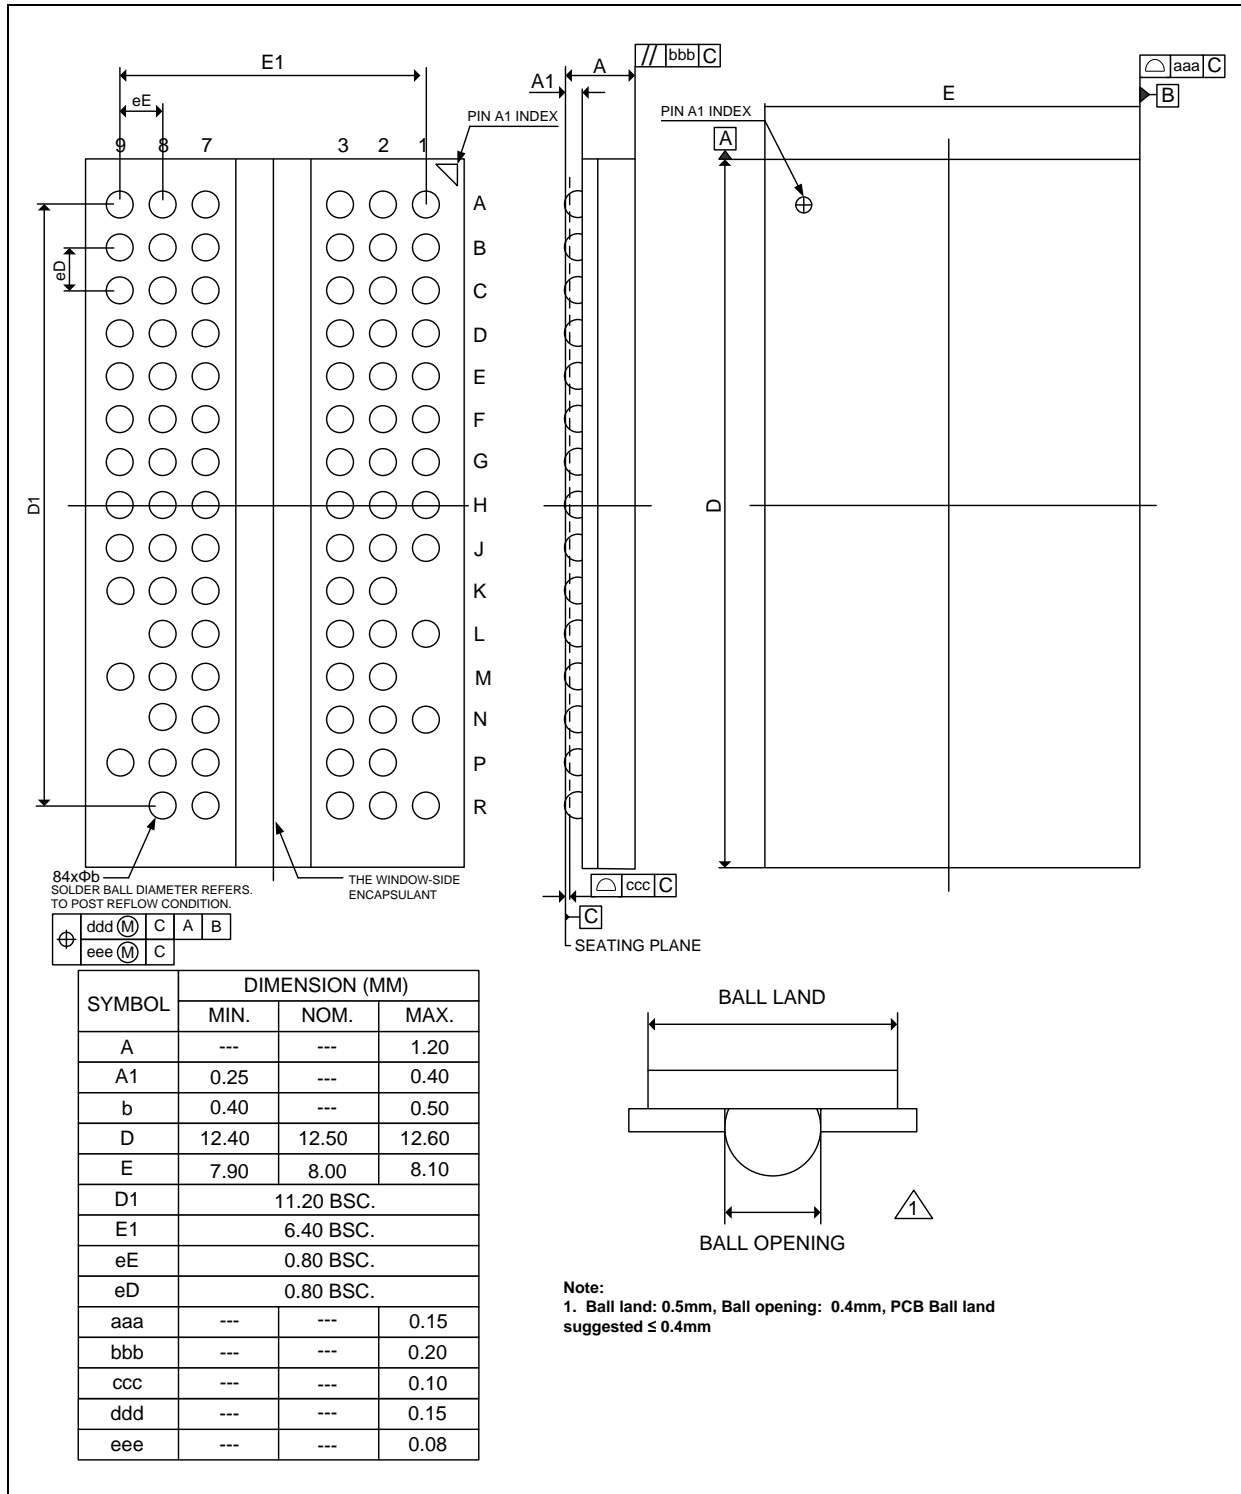 E1
eE
9 8 7 3 2 1
PIN A1 INDEX
A
B
C
D
E
F
G
H
J
K
L
M
N
P
R
eD
D1
84xΦb
SOLDER BALL DIAMETER REFERS.
TO POST REFLOW CONDITION.
⌖ ddd Ⓜ C A B
eee Ⓜ C
THE WINDOW-SIDE
ENCAPSULANT
A
A1
// bbb C
ccc C
C
SEATING PLANE
aaa C
B
E
PIN A1 INDEX
A
D
SYMBOL DIMENSION (MM)
MIN. NOM. MAX.
A --- --- 1.20
A1 0.25 --- 0.40
b 0.40 --- 0.50
D 12.40 12.50 12.60
E 7.90 8.00 8.10
D1 11.20 BSC.
E1 6.40 BSC.
eE 0.80 BSC.
eD 0.80 BSC.
aaa --- --- 0.15
bbb --- --- 0.20
ccc --- --- 0.10
ddd --- --- 0.15
eee --- --- 0.08
BALL LAND
1
BALL OPENING
Note:
1. Ball land: 0.5mm, Ball opening: 0.4mm, PCB Ball land
suggested ≤ 0.4mm